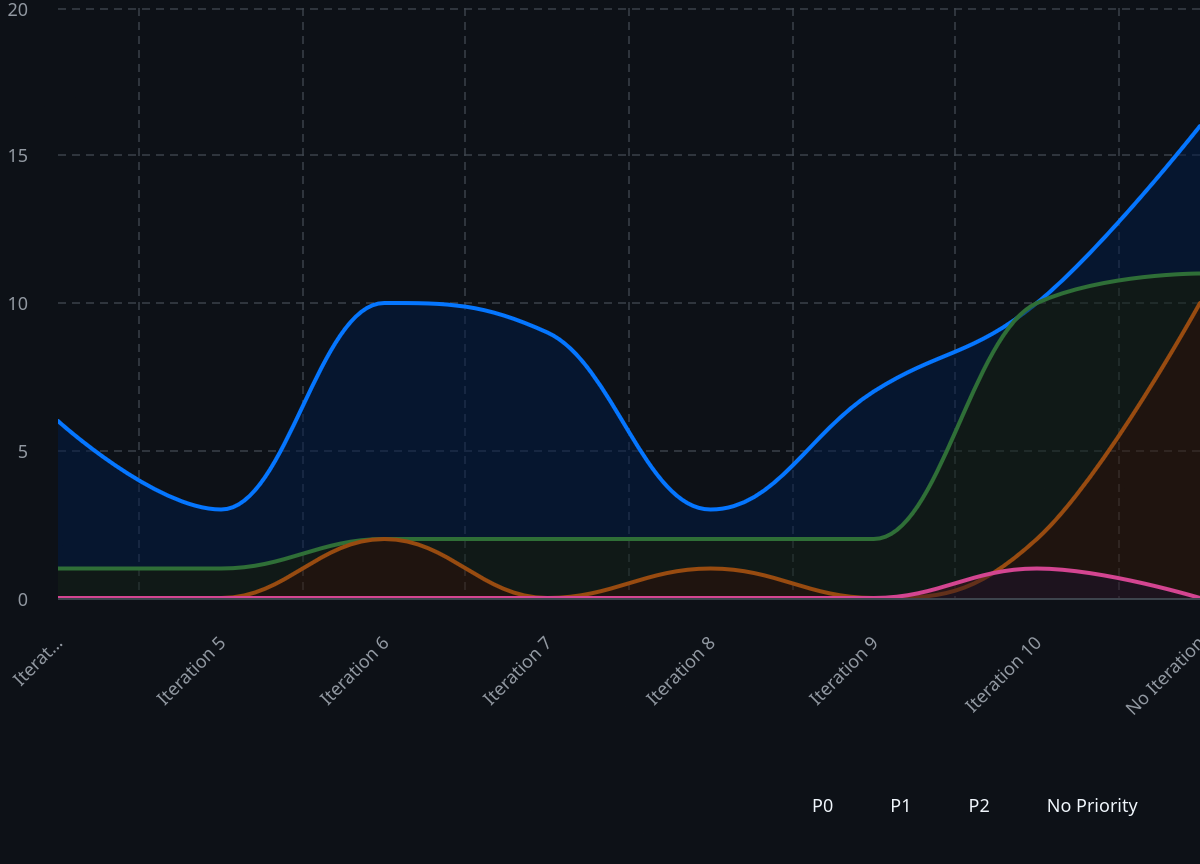 20
15
10
5
0
Iterat...
Iteration 5
Iteration 6
Iteration 7
Iteration 8
Iteration 9
Iteration 10
No Iteration
P0 P1 P2 No Priority